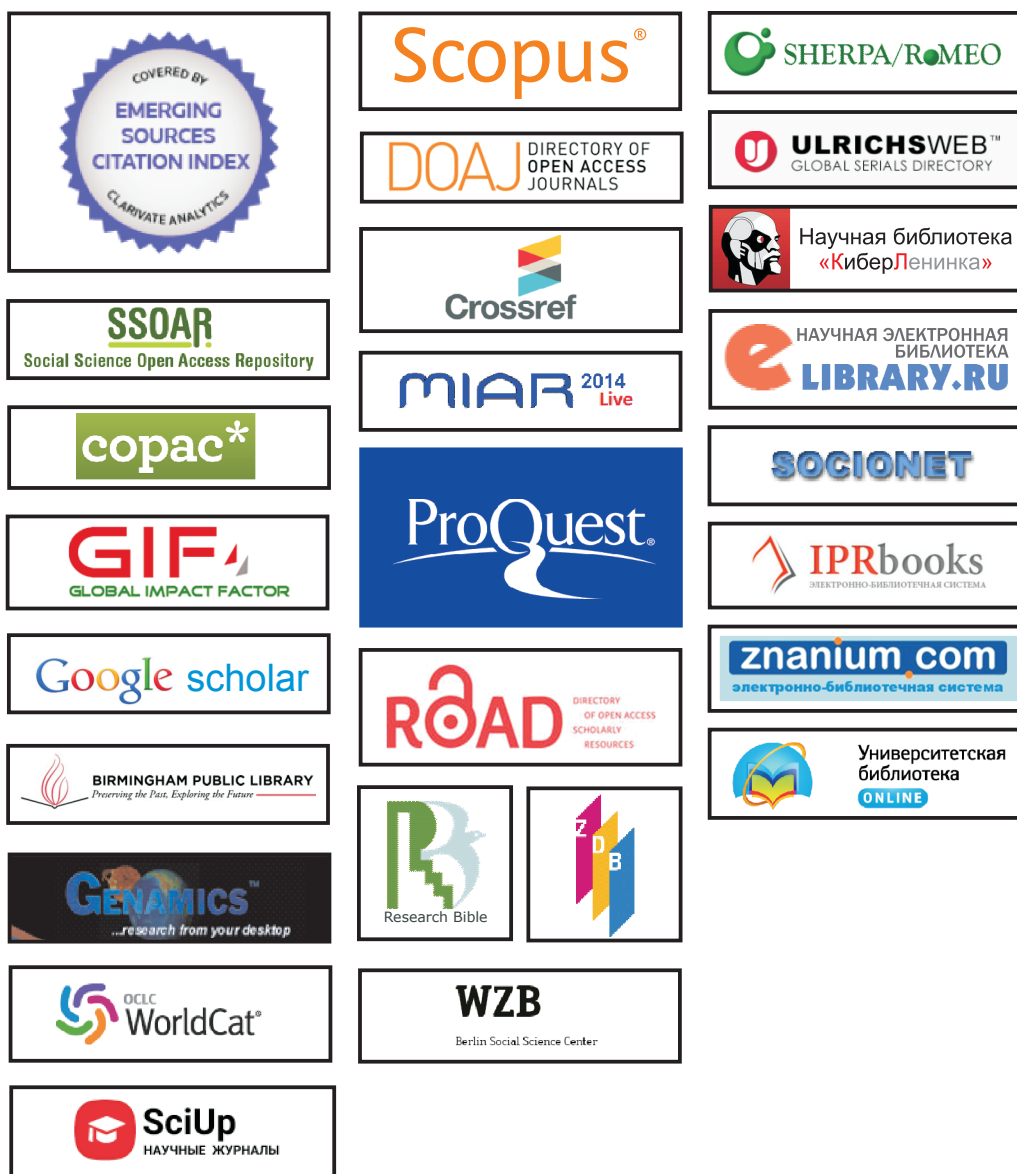 COVERED BY
EMERGING
SOURCES
CITATION INDEX
CLARIVATE ANALYTICS
SSOAR
Social Science Open Access Repository
copac*
GIF
GLOBAL IMPACT FACTOR
Google scholar
BIRMINGHAM PUBLIC LIBRARY
Preserving the Past, Exploring the Future
GENAMICS™
...research from your desktop
OCLC
WorldCat®
SciUp
НАУЧНЫЕ ЖУРНАЛЫ
Scopus®
DOAJ
DIRECTORY OF
OPEN ACCESS
JOURNALS
Crossref
MIAR 2014
Live
ProQuest®
ROAD
DIRECTORY
OF OPEN ACCESS
SCHOLARLY
RESOURCES
Research Bible
Z
D
B
WZB
Berlin Social Science Center
SHERPA/RoMEO
ULRICHSWEB™
GLOBAL SERIALS DIRECTORY
Научная библиотека
«КиберЛенинка»
НАУЧНАЯ ЭЛЕКТРОННАЯ
БИБЛИОТЕКА
eLIBRARY.RU
SOCIONET
IPRbooks
ЭЛЕКТРОННО-БИБЛИОТЕЧНАЯ СИСТЕМА
znanium.com
электронно-библиотечная система
Университетская
библиотека
ONLINE